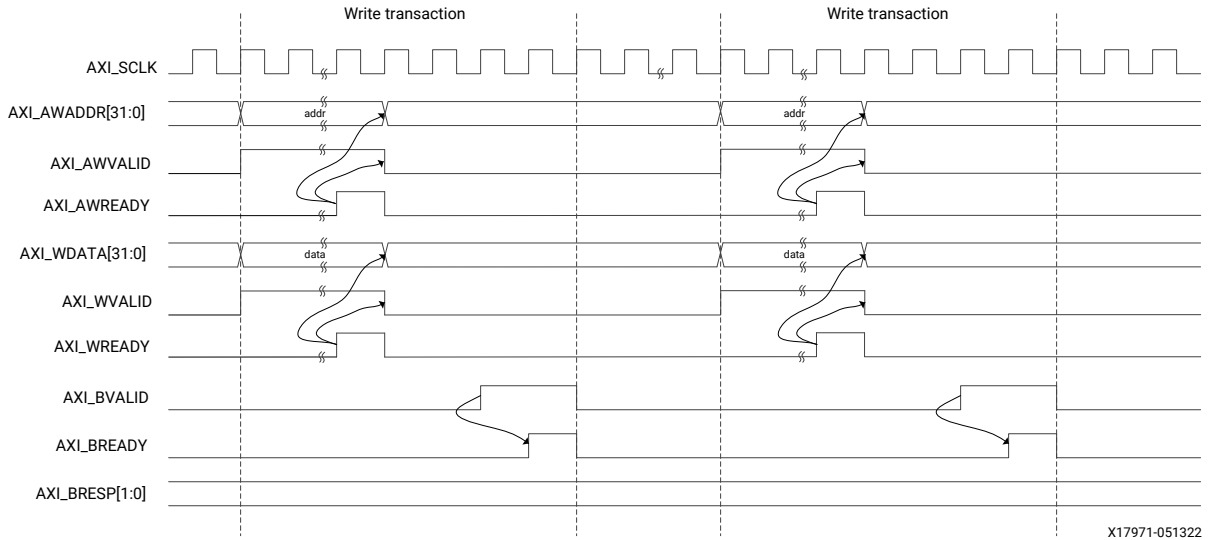 Write transaction Write transaction
AXI_SCLK
AXI_AWADDR[31:0] addr addr
AXI_AWVALID
AXI_AWREADY
AXI_WDATA[31:0] data data
AXI_WVALID
AXI_WREADY
AXI_BVALID
AXI_BREADY
AXI_BRESP[1:0]
X17971-051322